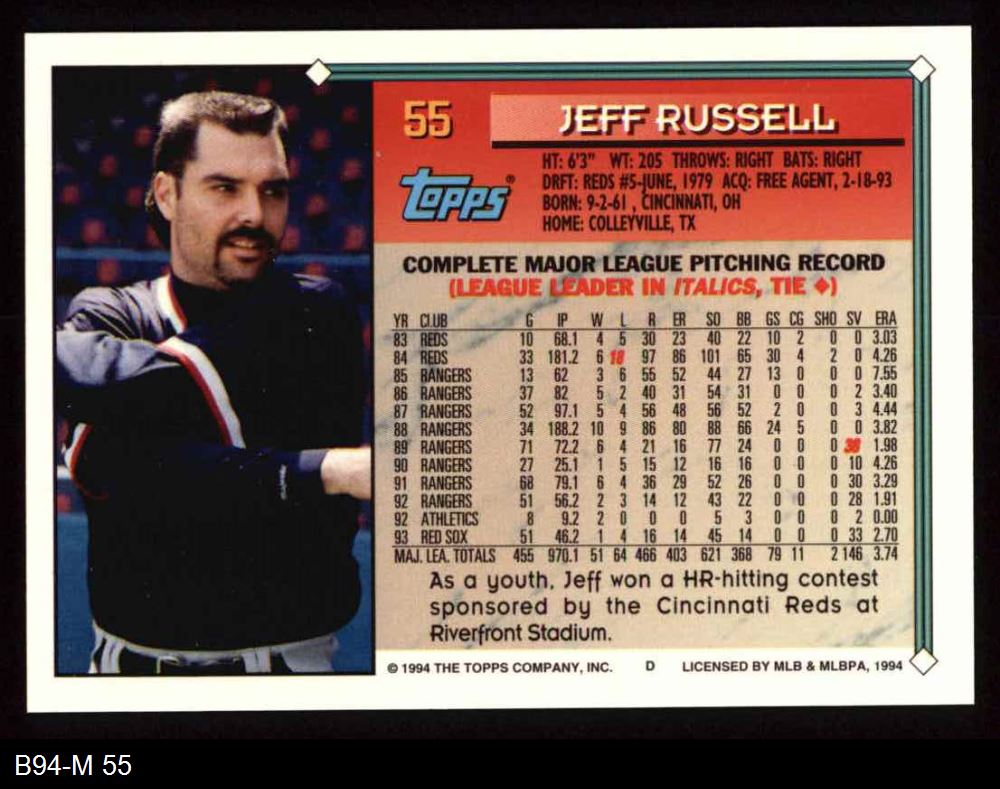 55
JEFF RUSSELL
TOPPS®
HT: 6'3" WT: 205 THROWS: RIGHT BATS: RIGHT
DRFT: REDS #5-JUNE, 1979 ACQ: FREE AGENT, 2-18-93
BORN: 9-2-61 , CINCINNATI, OH
HOME: COLLEYVILLE, TX
COMPLETE MAJOR LEAGUE PITCHING RECORD
(LEAGUE LEADER IN ITALICS, TIE ♦)
YR CLUB G IP W L R ER SO BB GS CG SHO SV ERA
83 REDS 10 68.1 4 5 30 23 40 22 10 2 0 0 3.03
84 REDS 33 181.2 6 18 97 86 101 65 30 4 2 0 4.26
85 RANGERS 13 62 3 6 55 52 44 27 13 0 0 0 7.55
86 RANGERS 37 82 5 2 40 31 54 31 0 0 0 2 3.40
87 RANGERS 52 97.1 5 4 56 48 56 52 2 0 0 3 4.44
88 RANGERS 34 188.2 10 9 86 80 88 66 24 5 0 0 3.82
89 RANGERS 71 72.2 6 4 21 16 77 24 0 0 0 38 1.98
90 RANGERS 27 25.1 1 5 15 12 16 16 0 0 0 10 4.26
91 RANGERS 68 79.1 6 4 36 29 52 26 0 0 0 30 3.29
92 RANGERS 51 56.2 2 3 14 12 43 22 0 0 0 28 1.91
92 ATHLETICS 8 9.2 2 0 0 0 5 3 0 0 0 2 0.00
93 RED SOX 51 46.2 1 4 16 14 45 14 0 0 0 33 2.70
MAJ. LEA. TOTALS 455 970.1 51 64 466 403 621 368 79 11 2 146 3.74
As a youth, Jeff won a HR-hitting contest
sponsored by the Cincinnati Reds at
Riverfront Stadium.
© 1994 THE TOPPS COMPANY, INC. D LICENSED BY MLB & MLBPA, 1994
B94-M 55